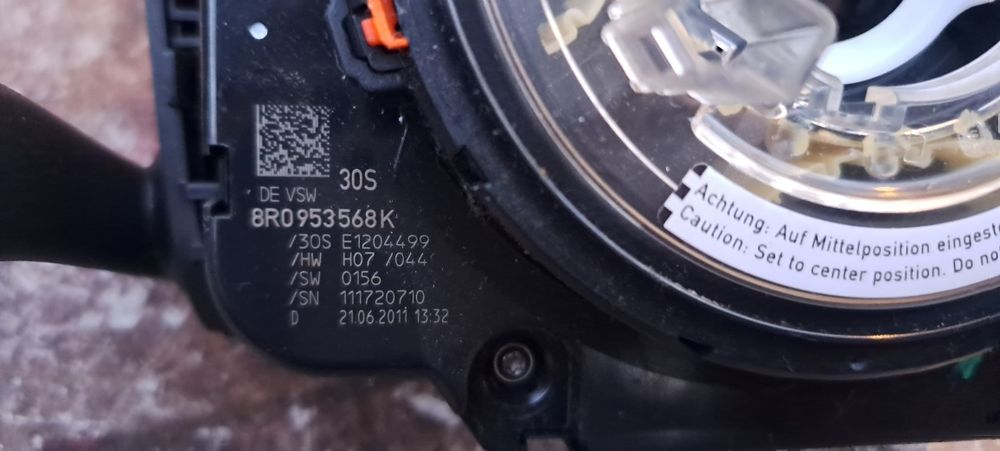 30S
DE VSW
8R0953568K
/30S E1204499
/HW H07 /044
/SW 0156
/SN 111720710
D 21.06.2011 13:32
Achtung: Auf Mittelposition
Caution: Set to center position. Do